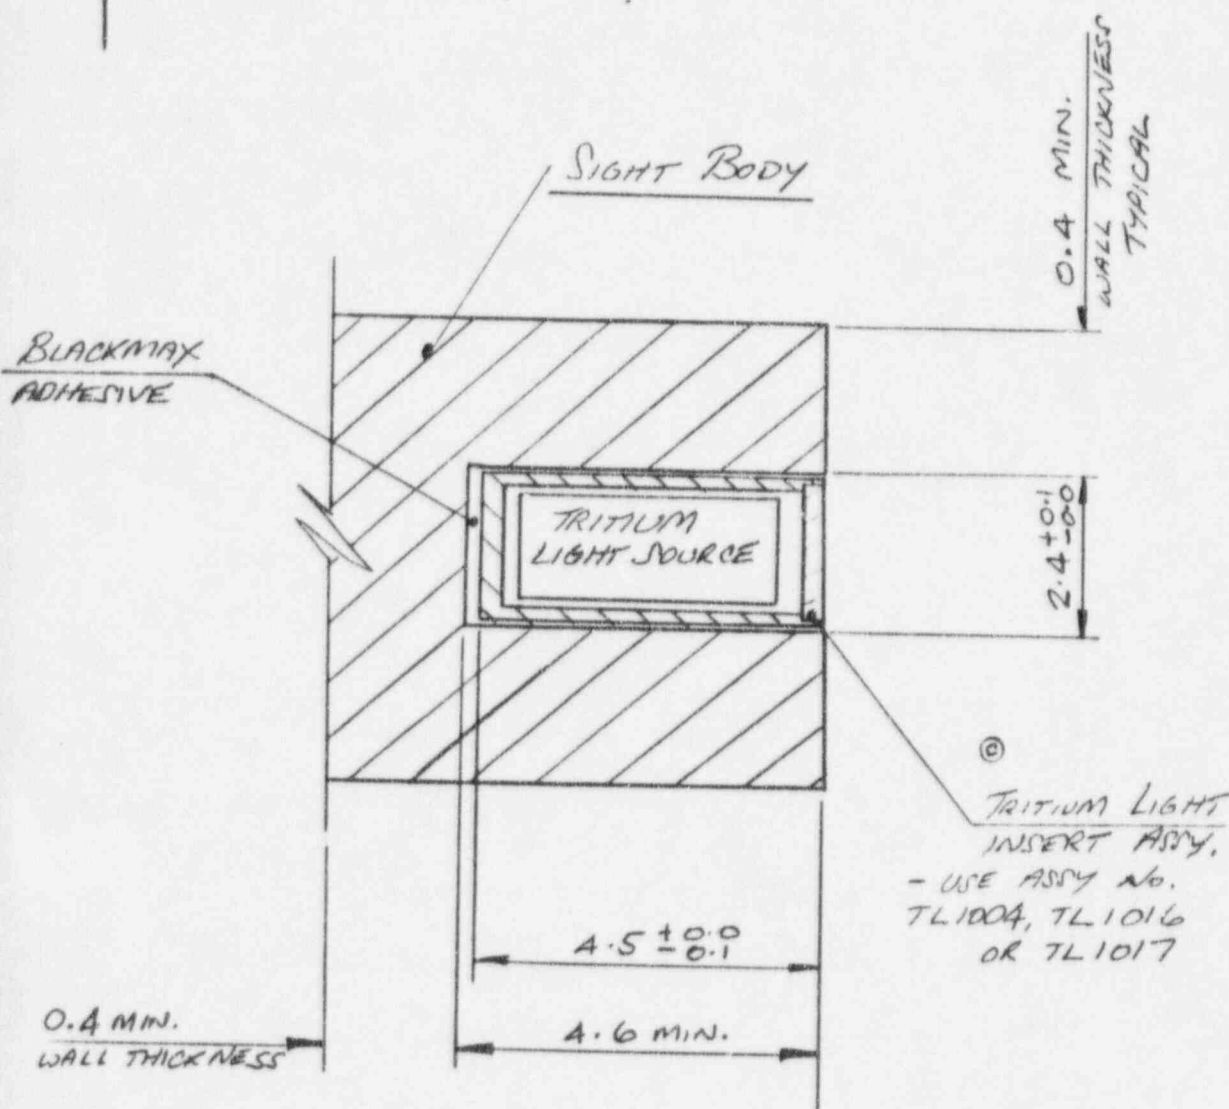 0.4 MIN.
WALL THICKNESS
TYPICAL
SIGHT BODY
BLACKMAX
ADHESIVE
TRITIUM
LIGHT SOURCE
2.4 +0.1
-0.0
©
TRITIUM LIGHT
INSERT ASSY.
- USE ASSY No.
TL1004, TL1016
OR TL1017
4.5 +0.0
-0.1
4.6 MIN.
0.4 MIN.
WALL THICKNESS